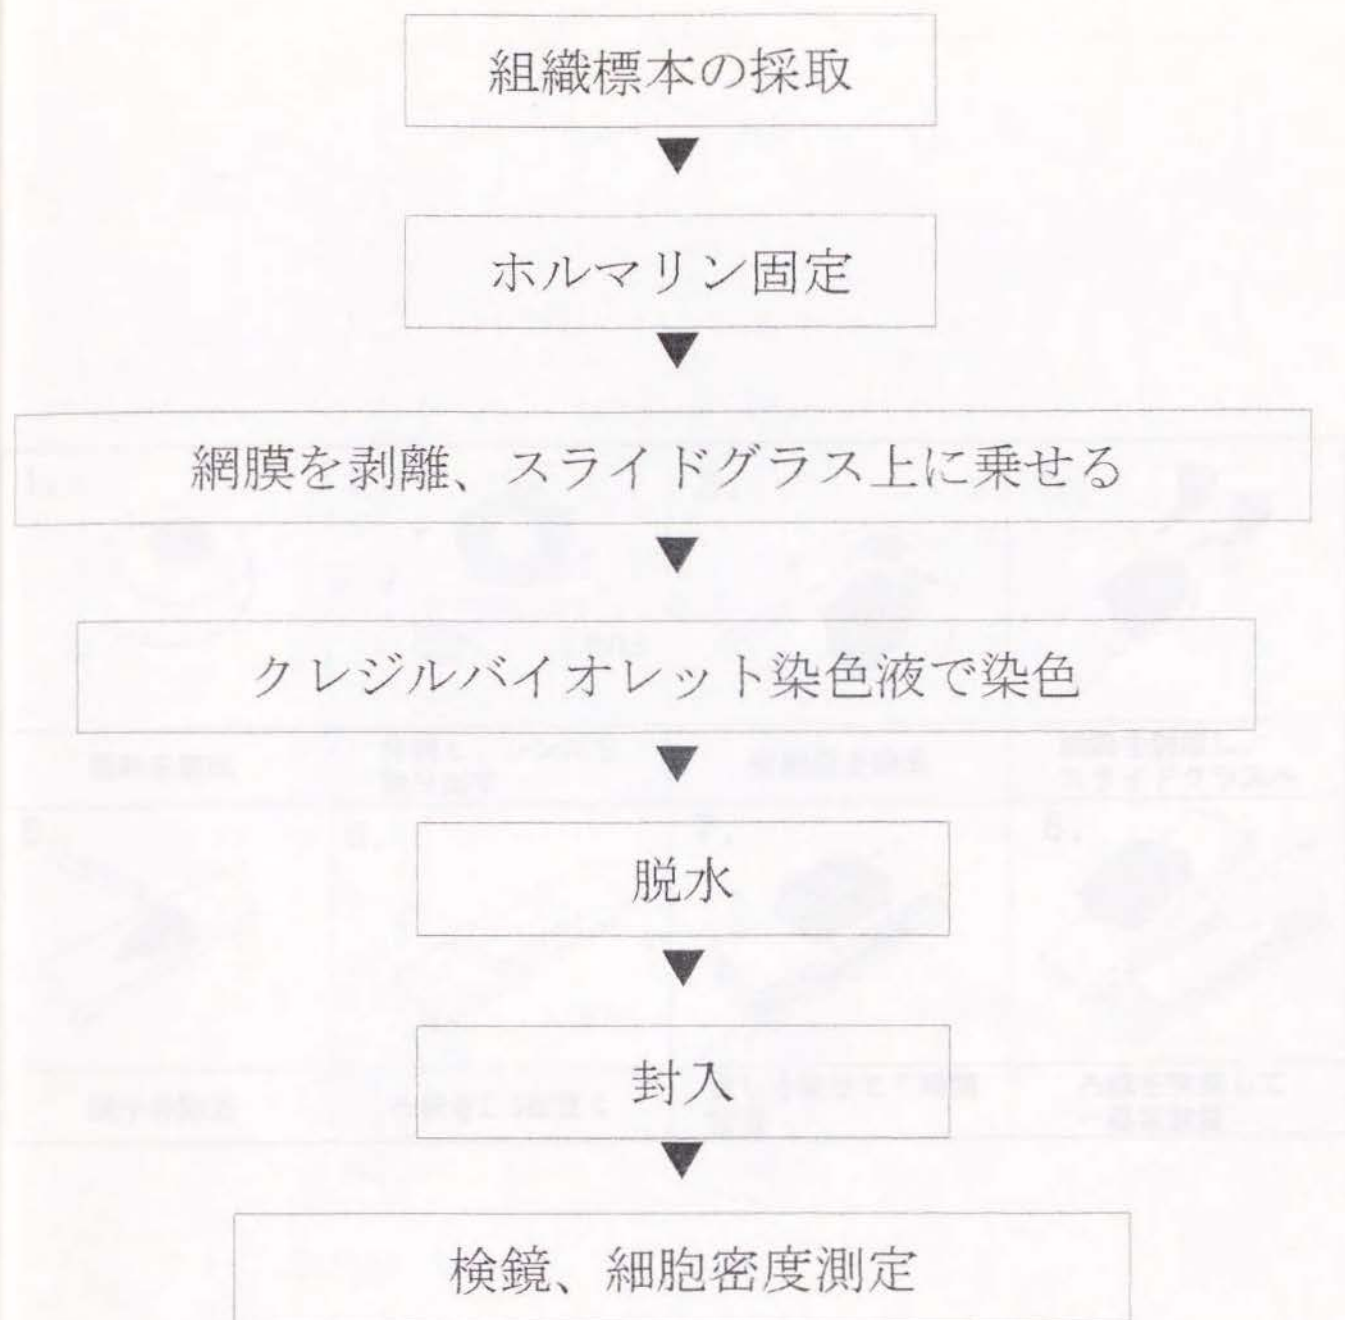 組織標本の採取
ホルマリン固定
網膜を剥離、スライドグラス上に乗せる
クレジルバイオレット染色液で染色
脱水
封入
検鏡、細胞密度測定